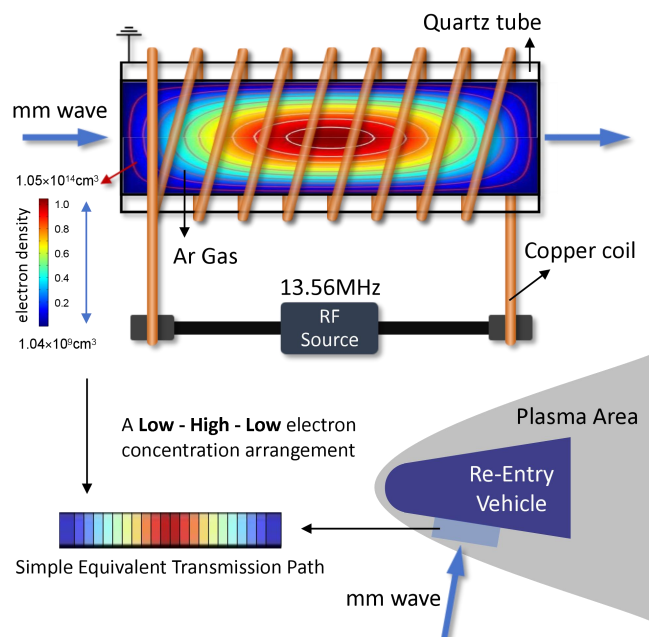 Quartz tube
mm wave
1.05×10¹⁴cm³
1.0
0.8
0.6
0.4
0.2
electron density
1.04×10⁹cm³
Ar Gas
13.56MHz
RF
Source
Copper coil
A Low - High - Low electron
concentration arrangement
Plasma Area
Re-Entry
Vehicle
Simple Equivalent Transmission Path
mm wave